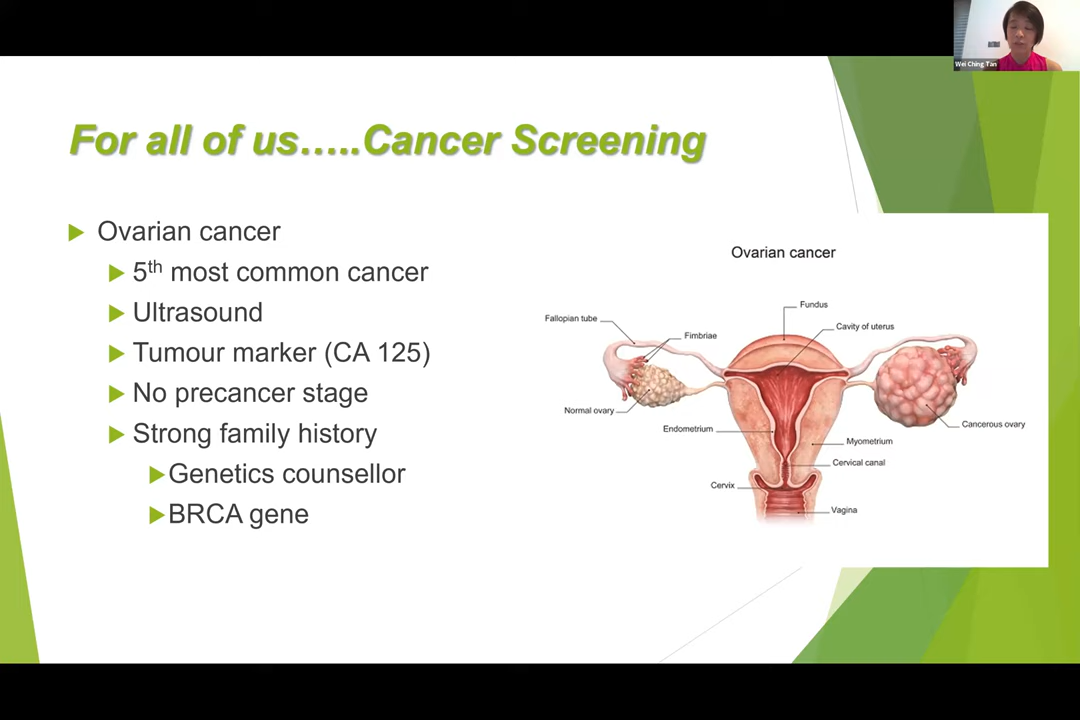 Wei Ching Tan
For all of us…..Cancer Screening
Ovarian cancer
5th most common cancer
Ultrasound
Tumour marker (CA 125)
No precancer stage
Strong family history
Genetics counsellor
BRCA gene
Ovarian cancer
Fundus
Fallopian tube
Cavity of uterus
Fimbriae
Normal ovary
Cancerous ovary
Endometrium
Myometrium
Cervical canal
Cervix
Vagina